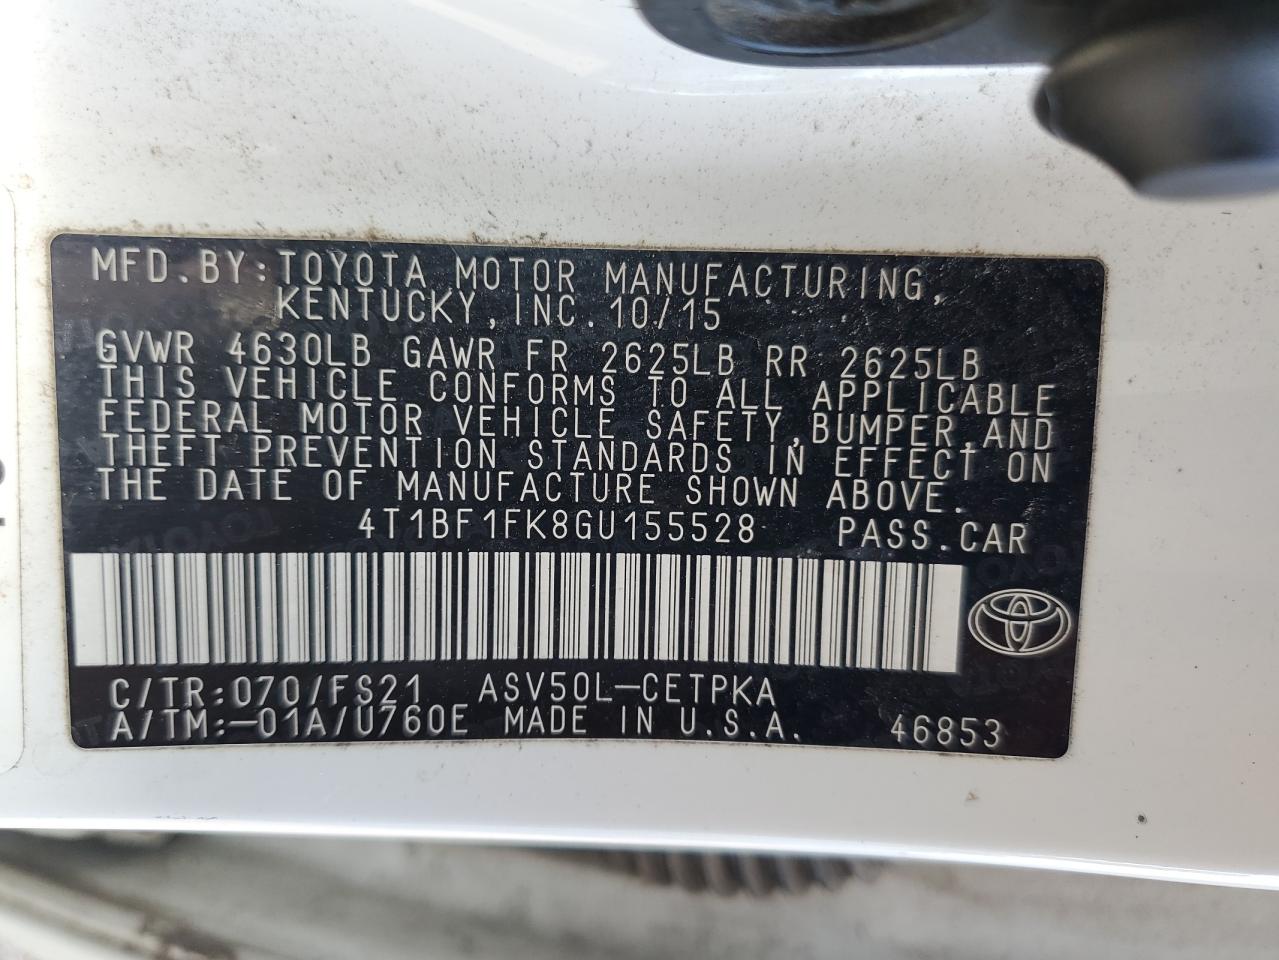 MFD.BY:TOYOTA MOTOR MANUFACTURING,
KENTUCKY,INC.10/15
GVWR 4630LB GAWR FR 2625LB RR 2625LB
THIS VEHICLE CONFORMS TO ALL APPLICABLE
FEDERAL MOTOR VEHICLE SAFETY,BUMPER,AND
THEFT PREVENTION STANDARDS IN EFFECT ON
THE DATE OF MANUFACTURE SHOWN ABOVE.
4T1BF1FK8GU155528 PASS.CAR
C/TR:070/FS21 ASV50L-CETPKA
A/TM:-01A/U760E MADE IN U.S.A. 46853